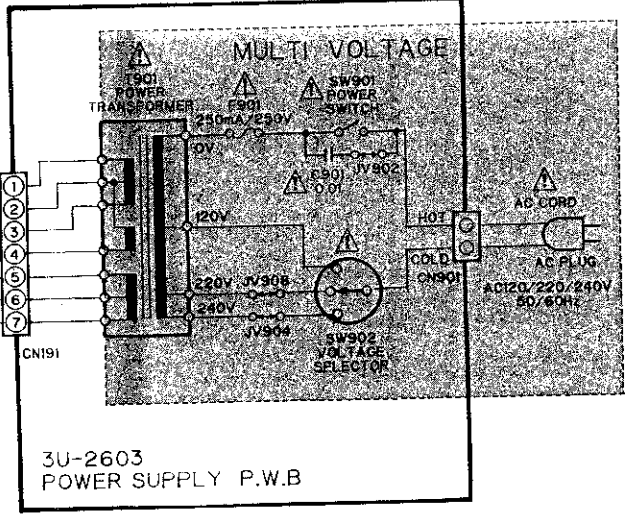 MULTI VOLTAGE
T901
POWER
TRANSFORMER
F901
250mA/250V
SW901
POWER
SWITCH
0V
C901
0.01
JV902
1
2
3
4
5
6
7
CN191
120V
220V
JV906
240V
JV904
SW902
VOLTAGE
SELECTOR
HOT
COLD
CN901
AC CORD
AC PLUG
AC120/220/240V
50/60Hz
3U-2603
POWER SUPPLY P.W.B